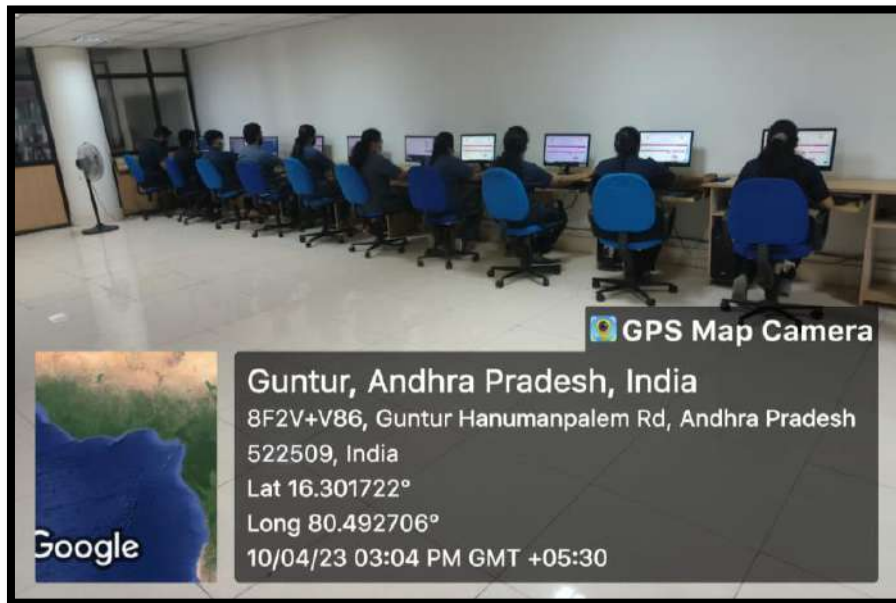 GPS Map Camera
Guntur, Andhra Pradesh, India
8F2V+V86, Guntur Hanumanpalem Rd, Andhra Pradesh
522509, India
Lat 16.301722°
Long 80.492706°
10/04/23 03:04 PM GMT +05:30
Google